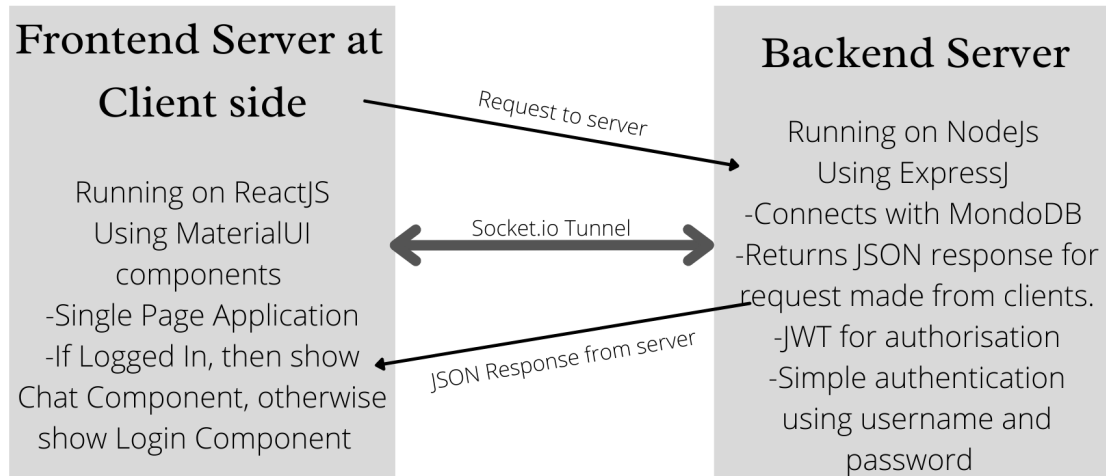 Frontend Server at
Client side
Running on ReactJS
Using MaterialUI
components
-Single Page Application
-If Logged In, then show
Chat Component, otherwise
show Login Component
Request to server
Socket.io Tunnel
JSON Response from server
Backend Server
Running on NodeJs
Using ExpressJ
-Connects with MondoDB
-Returns JSON response for
request made from clients.
-JWT for authorisation
-Simple authentication
using username and
password